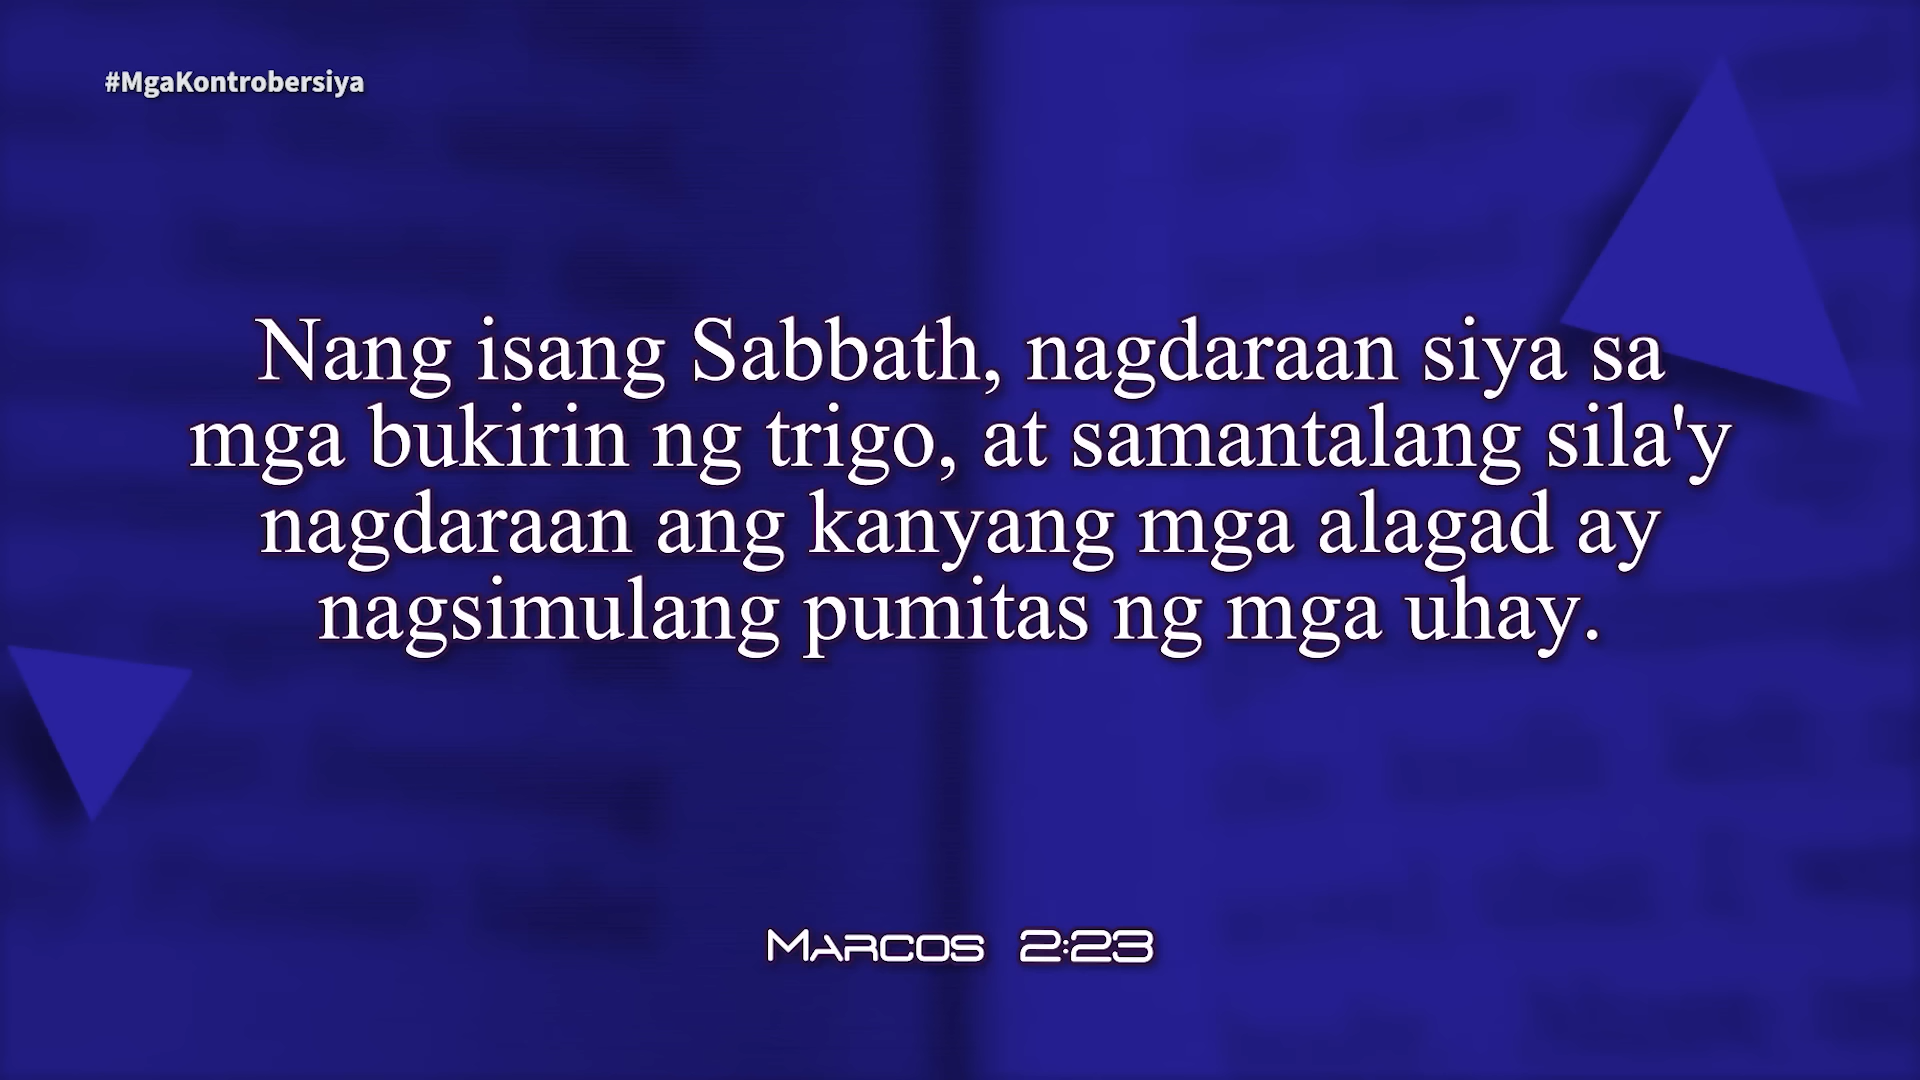 #MgaKontrobersiya
Nang isang Sabbath, nagdaraan siya sa
mga bukirin ng trigo, at samantalang sila'y
nagdaraan ang kanyang mga alagad ay
nagsimulang pumitas ng mga uhay.
Marcos 2:23